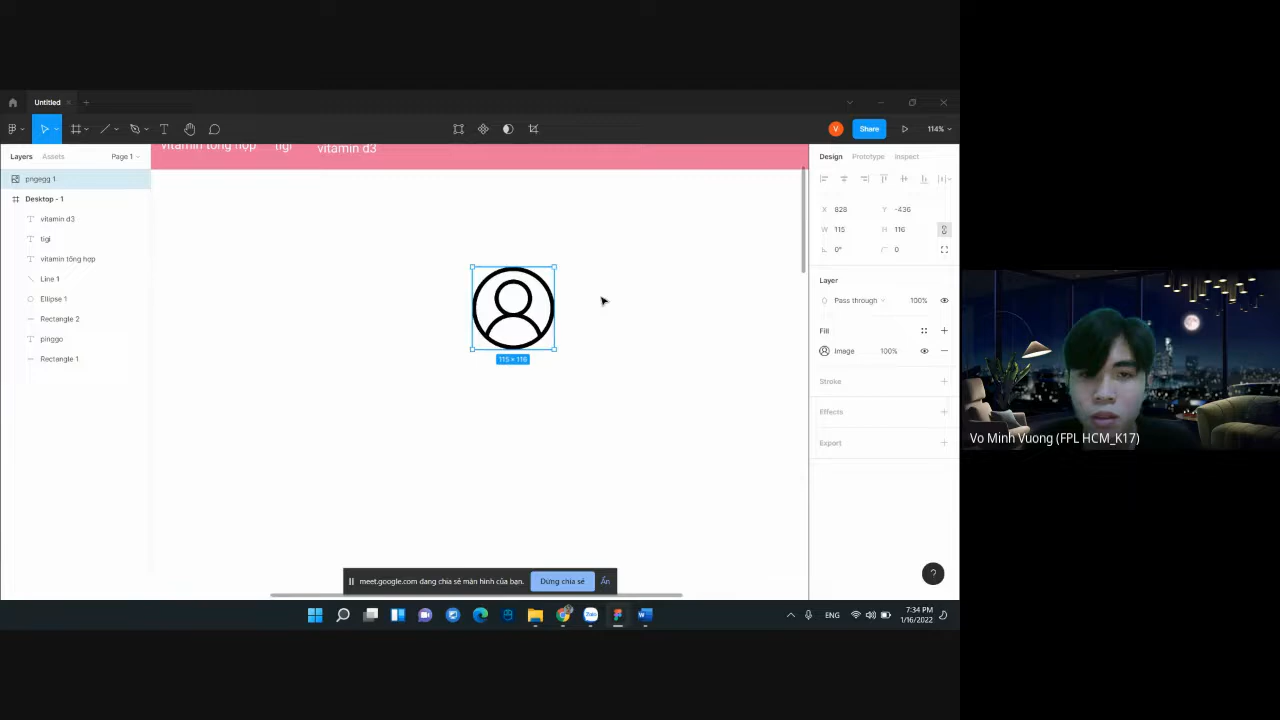 Untitled
Share
114%
Layers
Assets
Page 1
vitamin tổng hợp
tigi
vitamin d3
Design
Prototype
Inspect
pngegg 1
Desktop - 1
vitamin d3
tigi
vitamin tổng hợp
Line 1
Ellipse 1
Rectangle 2
pinggo
Rectangle 1
X 828 Y -436
W 115 H 116
0° 0
Layer
Pass through 100%
Fill
Image 100%
Stroke
Effects
Export
115 × 116
V
?
Vo Minh Vuong (FPL HCM_K17)
meet.google.com đang chia sẻ màn hình của bạn.
Dừng chia sẻ
Ẩn
Zalo
ENG
7:34 PM
1/16/2022